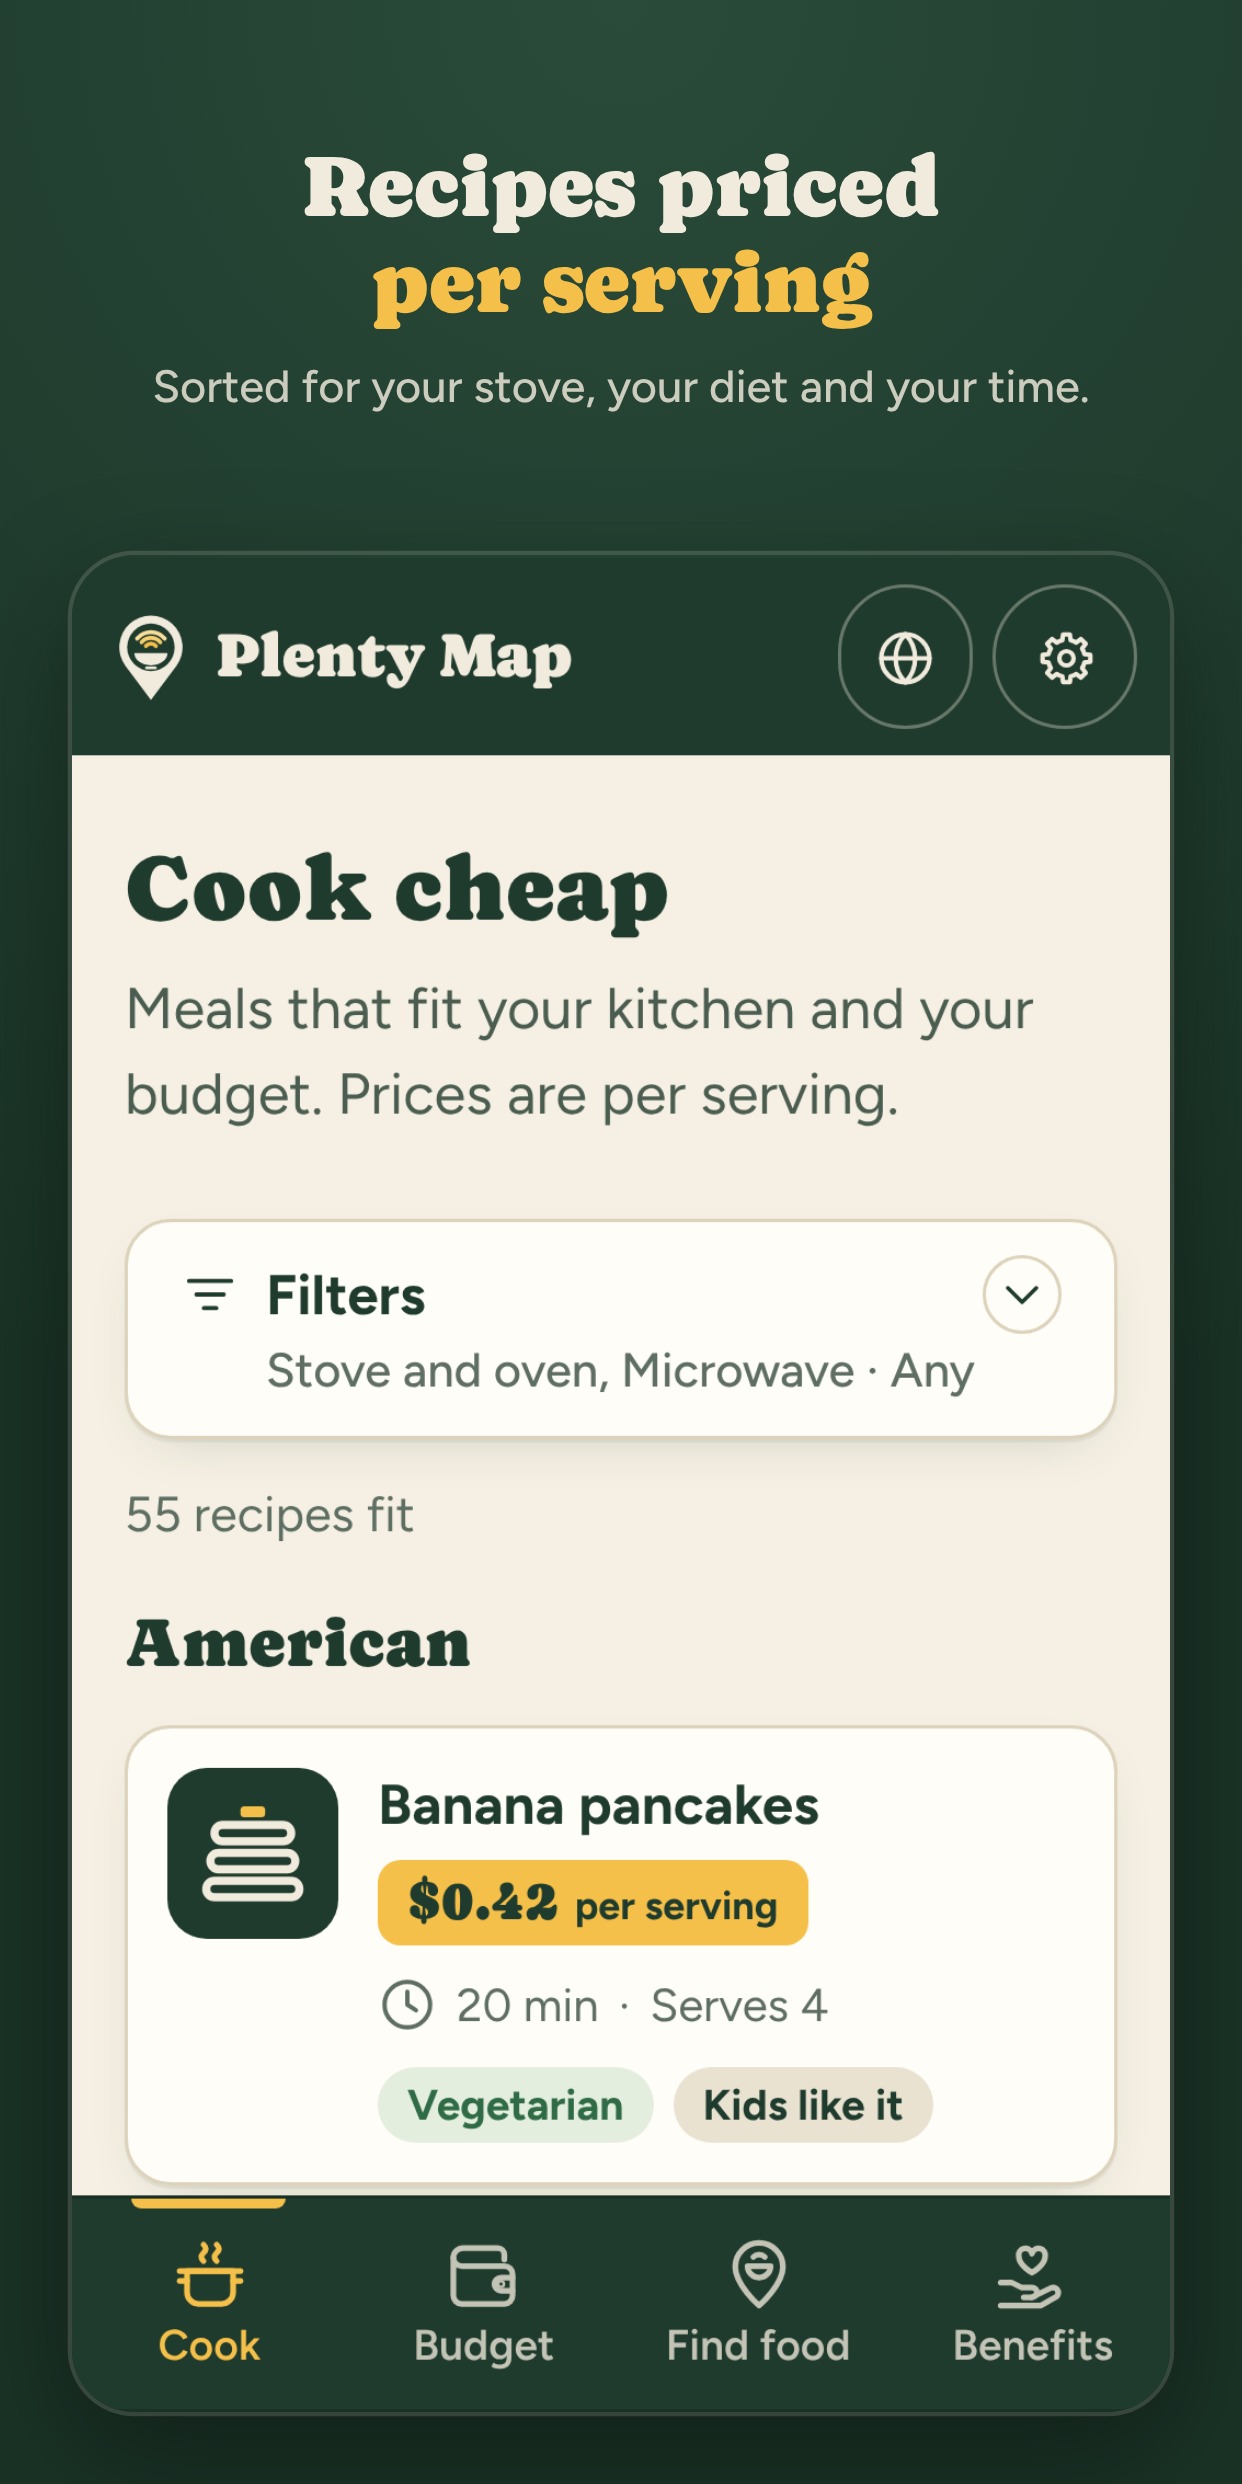 Recipes priced
per serving
Sorted for your stove, your diet and your time.
Plenty Map
Cook cheap
Meals that fit your kitchen and your
budget. Prices are per serving.
Filters
Stove and oven, Microwave · Any
55 recipes fit
American
Banana pancakes
$0.42 per serving
20 min · Serves 4
Vegetarian Kids like it
Cook Budget Find food Benefits